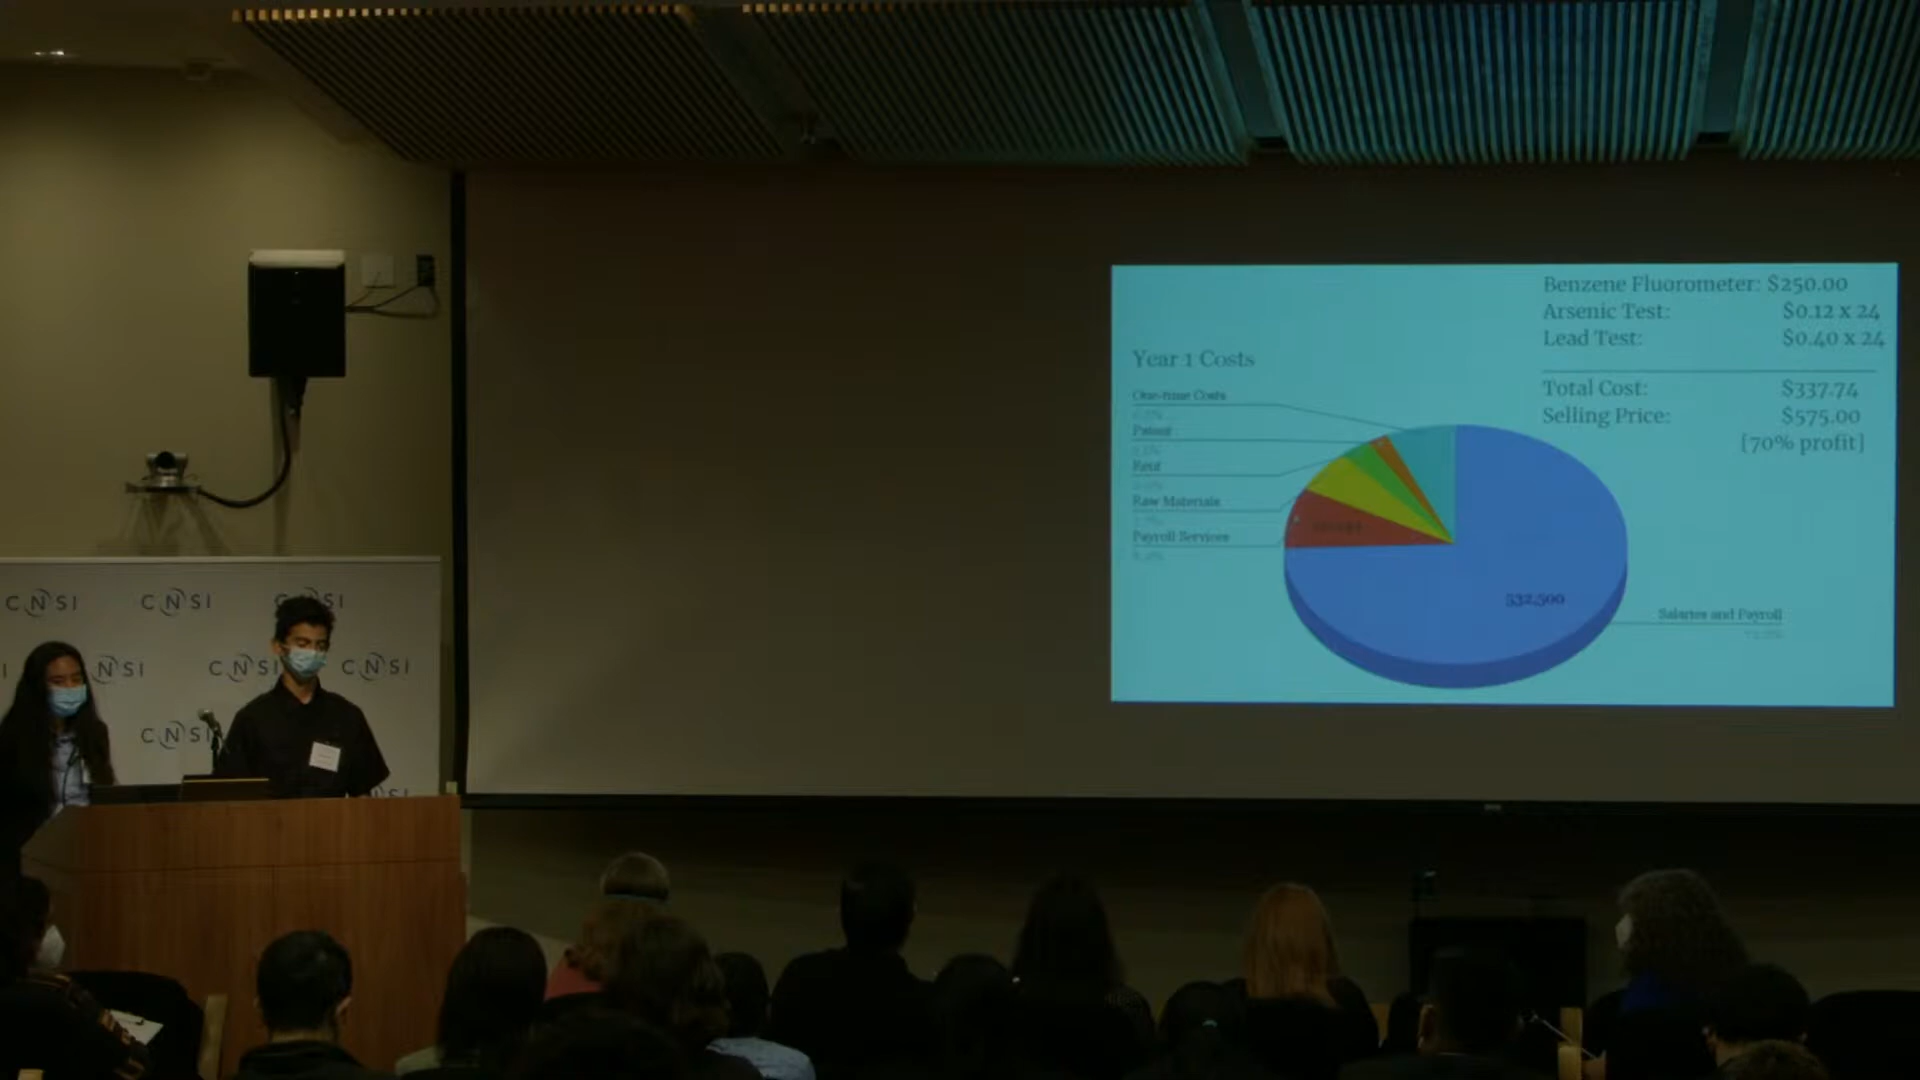 Benzene Fluorometer: $250.00
Arsenic Test: $0.12 x 24
Lead Test: $0.40 x 24
Total Cost: $337.74
Selling Price: $575.00
[70% profit]
Year 1 Costs
One-time Costs
Patent
Rent
Raw Materials
Payroll Services
532,500
Salaries and Payroll
CNSI CNSI CNSI
NSI CNSI CNSI
CNSI